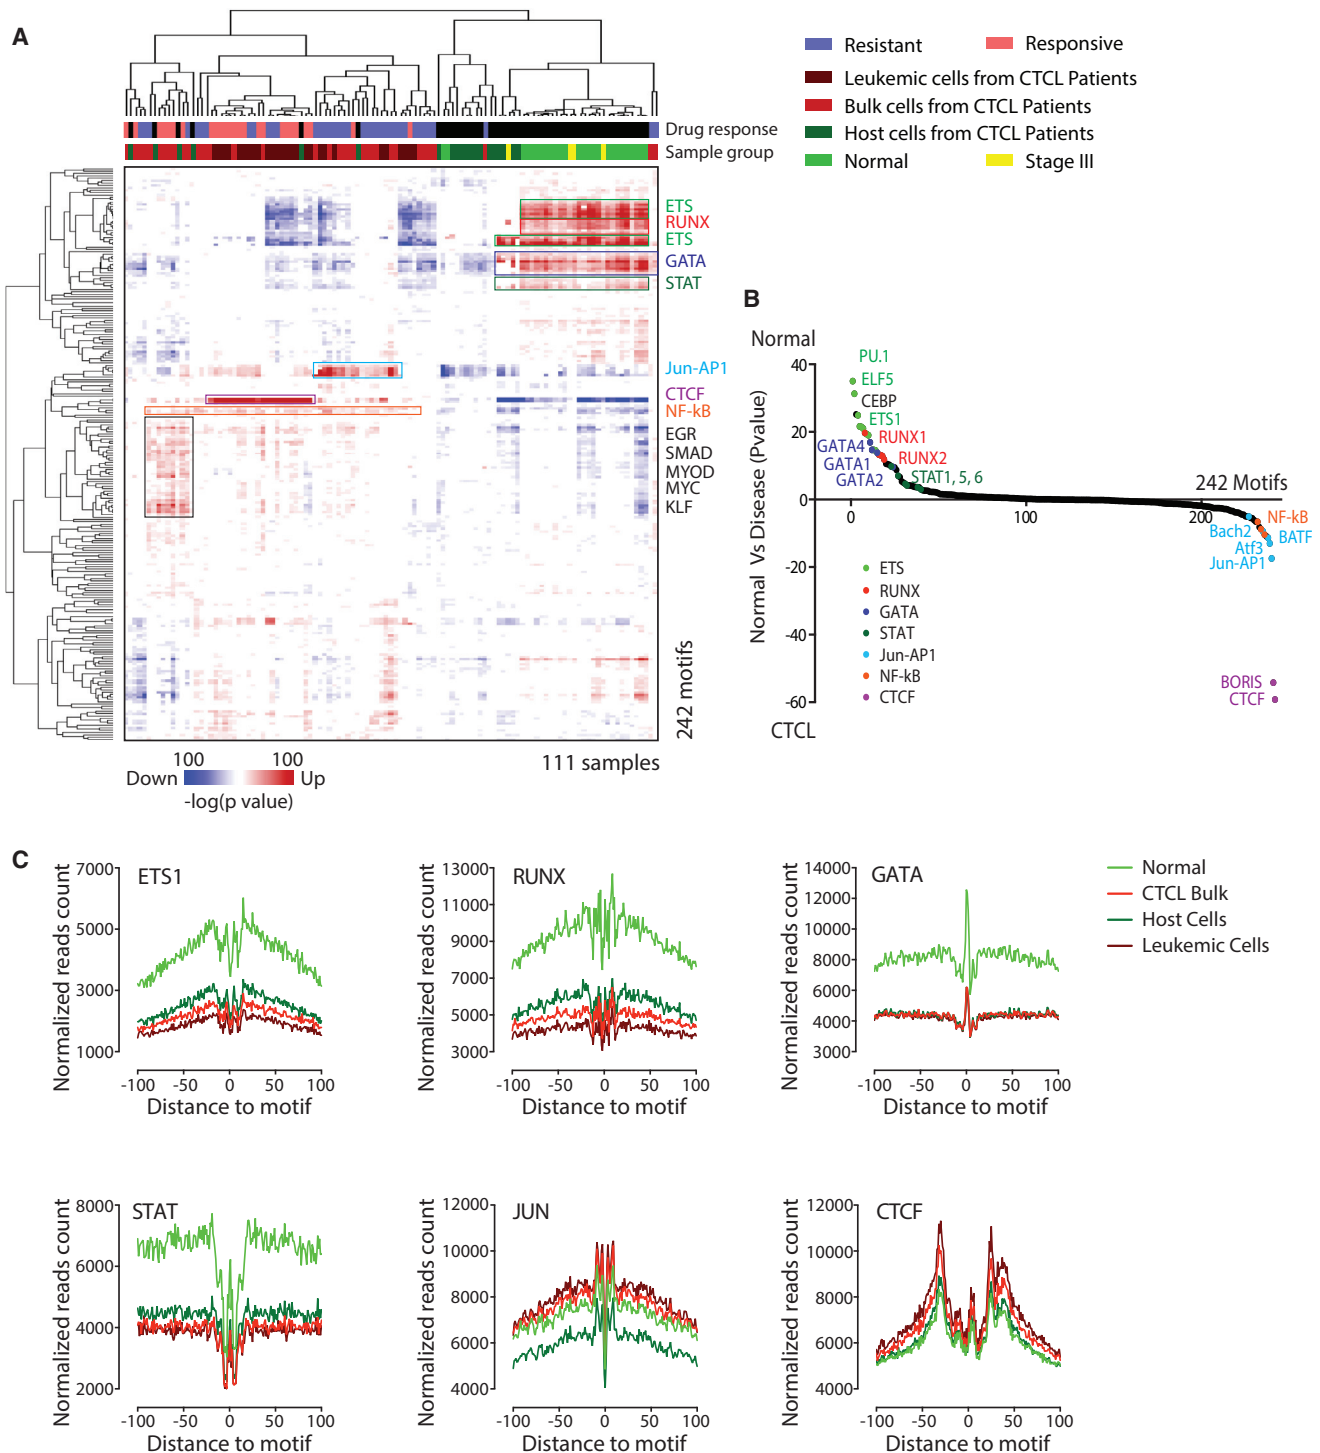 A
Resistant
Responsive
Leukemic cells from CTCL Patients
Bulk cells from CTCL Patients
Host cells from CTCL Patients
Normal
Stage III
Drug response
Sample group
ETS
RUNX
ETS
GATA
STAT
Jun-AP1
CTCF
NF-kB
EGR
SMAD
MYOD
MYC
KLF
242 motifs
111 samples
100
100
Down
Up
-log(p value)
B
Normal
Normal Vs Disease (Pvalue)
40
20
0
-20
-40
-60
CTCL
0
100
200
242 Motifs
PU.1
ELF5
CEBP
ETS1
RUNX1
GATA4
RUNX2
GATA1
GATA2
STAT1, 5, 6
NF-kB
Bach2
BATF
Atf3
Jun-AP1
BORIS
CTCF
ETS
RUNX
GATA
STAT
Jun-AP1
NF-kB
CTCF
C
ETS1
Normalized reads count
7000
5000
3000
1000
-100 -50 0 50 100
Distance to motif
RUNX
Normalized reads count
13000
11000
9000
7000
5000
3000
-100 -50 0 50 100
Distance to motif
GATA
Normalized reads count
14000
12000
10000
8000
6000
4000
3000
-100 -50 0 50 100
Distance to motif
Normal
CTCL Bulk
Host Cells
Leukemic Cells
STAT
Normalized reads count
8000
6000
4000
2000
-100 -50 0 50 100
Distance to motif
JUN
Normalized reads count
12000
10000
8000
6000
4000
-100 -50 0 50 100
Distance to motif
CTCF
Normalized reads count
12000
10000
8000
6000
4000
-100 -50 0 50 100
Distance to motif